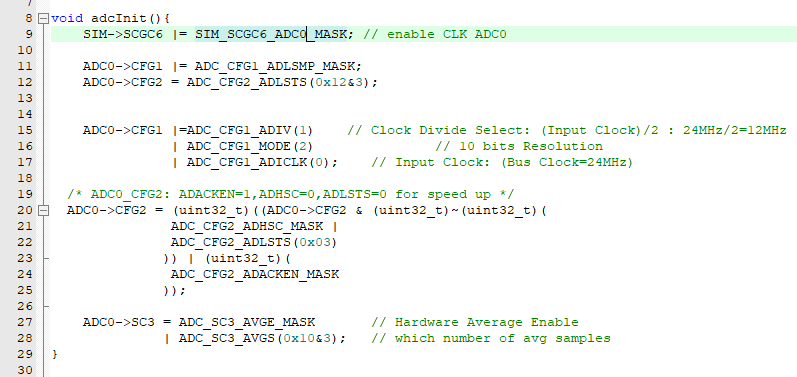 7
8 void adcInit(){
9 SIM->SCGC6 |= SIM_SCGC6_ADC0_MASK; // enable CLK ADC0
10
11 ADC0->CFG1 |= ADC_CFG1_ADLSMP_MASK;
12 ADC0->CFG2 = ADC_CFG2_ADLSTS(0x12&3);
13
14
15 ADC0->CFG1 |=ADC_CFG1_ADIV(1) // Clock Divide Select: (Input Clock)/2 : 24MHz/2=12MHz
16 | ADC_CFG1_MODE(2) // 10 bits Resolution
17 | ADC_CFG1_ADICLK(0); // Input Clock: (Bus Clock=24MHz)
18
19 /* ADC0_CFG2: ADACKEN=1,ADHSC=0,ADLSTS=0 for speed up */
20 ADC0->CFG2 = (uint32_t)((ADC0->CFG2 & (uint32_t)~(uint32_t)(
21 ADC_CFG2_ADHSC_MASK |
22 ADC_CFG2_ADLSTS(0x03)
23 )) | (uint32_t)(
24 ADC_CFG2_ADACKEN_MASK
25 ));
26
27 ADC0->SC3 = ADC_SC3_AVGE_MASK // Hardware Average Enable
28 | ADC_SC3_AVGS(0x10&3); // which number of avg samples
29 }
30